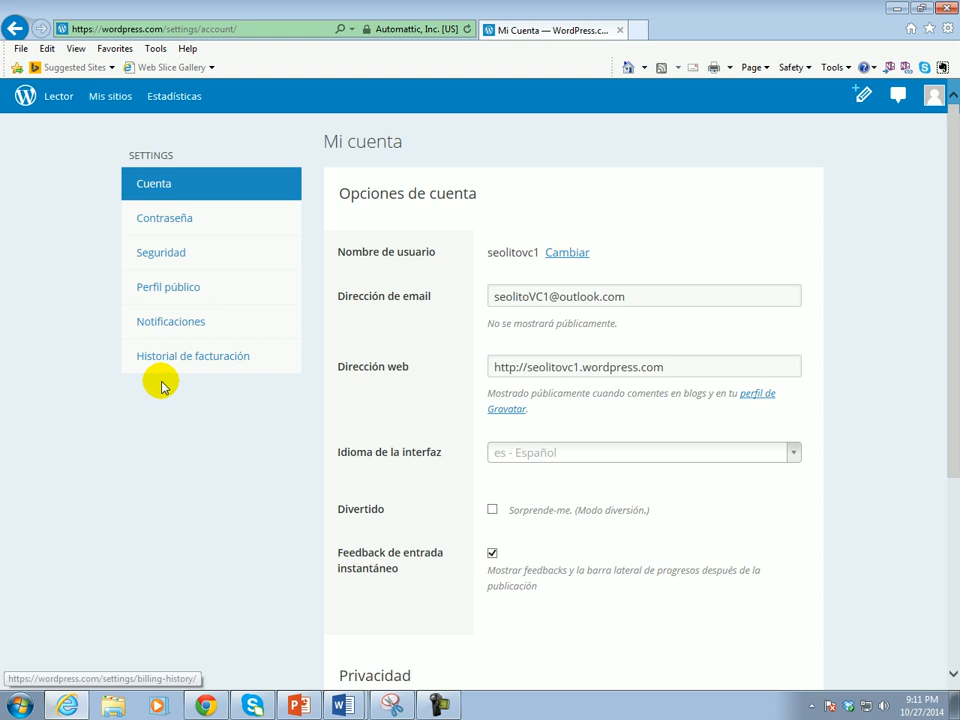 https://wordpress.com/settings/account/
Automattic, Inc. [US]
Mi Cuenta — WordPress.c...
File Edit View Favorites Tools Help
Suggested Sites Web Slice Gallery
Page Safety Tools
Lector Mis sitios Estadísticas
SETTINGS
Cuenta
Contraseña
Seguridad
Perfil público
Notificaciones
Historial de facturación
Mi cuenta
Opciones de cuenta
Nombre de usuario seolitovc1 Cambiar
Dirección de email seolitoVC1@outlook.com
No se mostrará públicamente.
Dirección web http://seolitovc1.wordpress.com
Mostrado públicamente cuando comentes en blogs y en tu perfil de
Gravatar.
Idioma de la interfaz es - Español
Divertido Sorprende-me. (Modo diversión.)
Feedback de entrada
instantáneo
Mostrar feedbacks y la barra lateral de progresos después de la
publicación
Privacidad
https://wordpress.com/settings/billing-history/
9:11 PM
10/27/2014